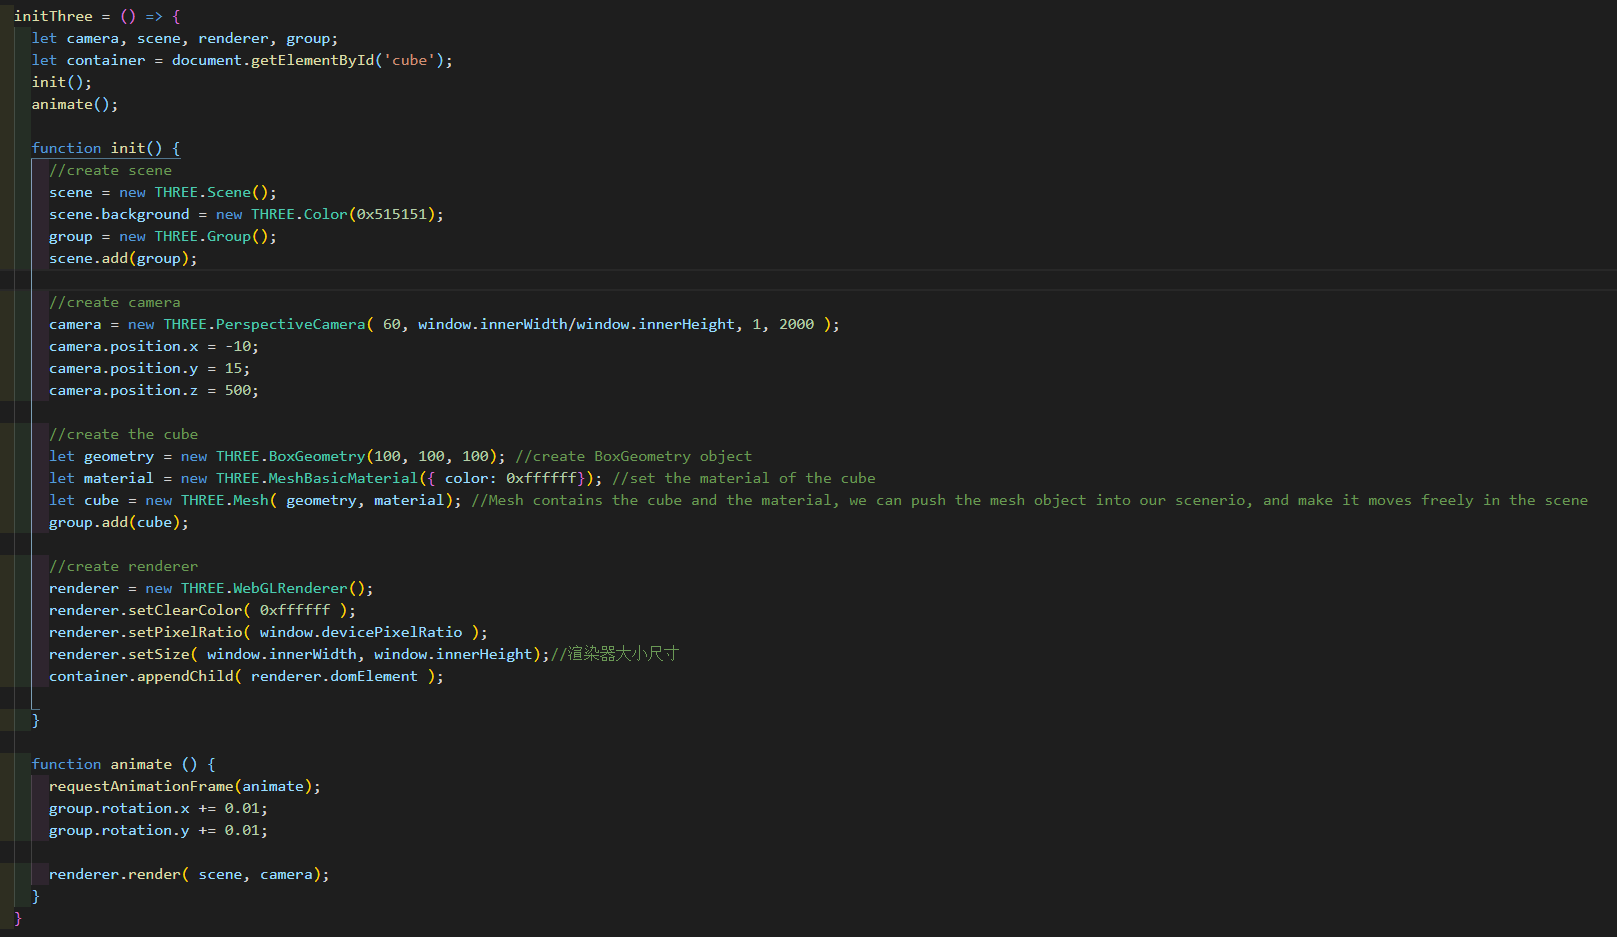 initThree = () => {
let camera, scene, renderer, group;
let container = document.getElementById('cube');
init();
animate();
function init() {
//create scene
scene = new THREE.Scene();
scene.background = new THREE.Color(0x515151);
group = new THREE.Group();
scene.add(group);
//create camera
camera = new THREE.PerspectiveCamera( 60, window.innerWidth/window.innerHeight, 1, 2000 );
camera.position.x = -10;
camera.position.y = 15;
camera.position.z = 500;
//create the cube
let geometry = new THREE.BoxGeometry(100, 100, 100); //create BoxGeometry object
let material = new THREE.MeshBasicMaterial({ color: 0xffffff}); //set the material of the cube
let cube = new THREE.Mesh( geometry, material); //Mesh contains the cube and the material, we can push the mesh object into our scenerio, and make it moves freely in the scene
group.add(cube);
//create renderer
renderer = new THREE.WebGLRenderer();
renderer.setClearColor( 0xffffff );
renderer.setPixelRatio( window.devicePixelRatio );
renderer.setSize( window.innerWidth, window.innerHeight);//渲染器大小尺寸
container.appendChild( renderer.domElement );
}
function animate () {
requestAnimationFrame(animate);
group.rotation.x += 0.01;
group.rotation.y += 0.01;
renderer.render( scene, camera);
}
}